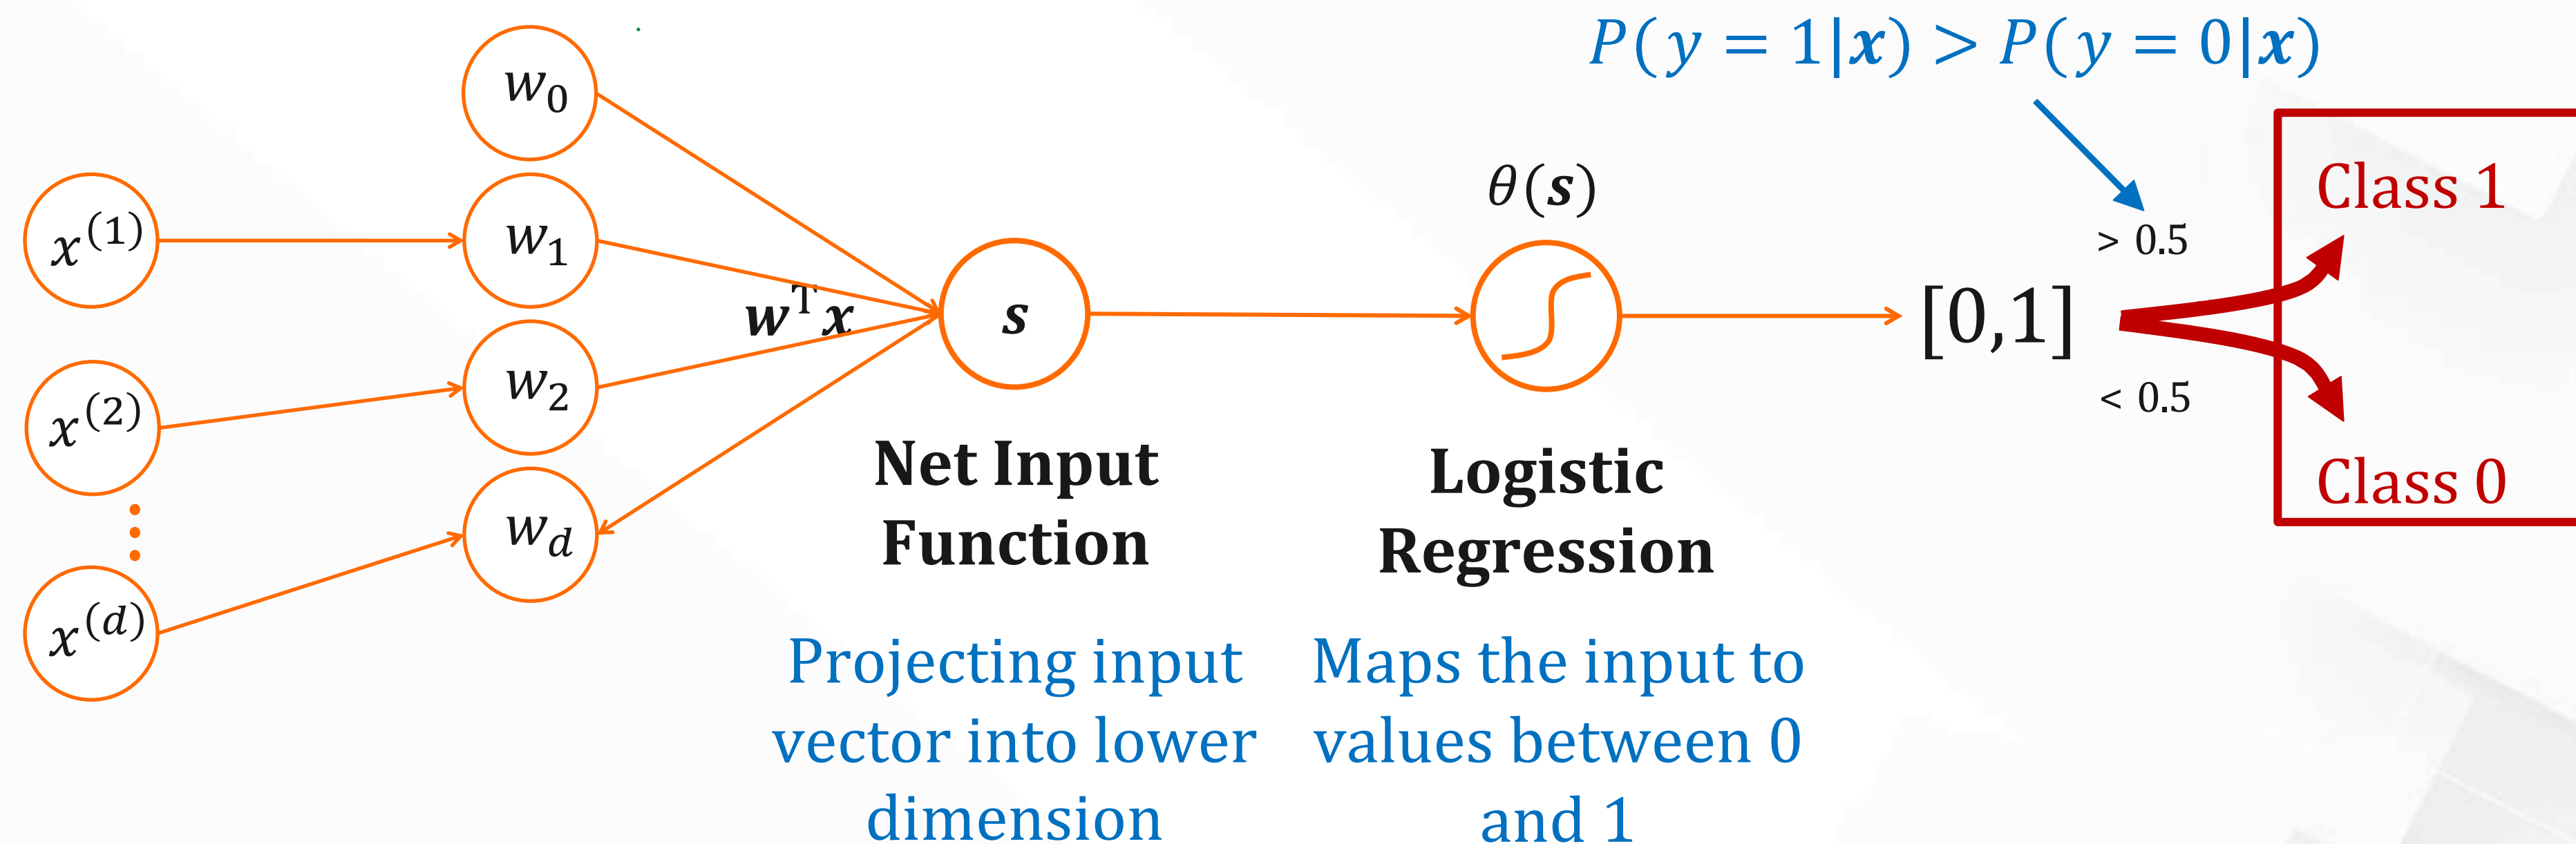 P(y = 1|x) > P(y = 0|x)
w₀
x⁽¹⁾
w₁
wᵀx
x⁽²⁾
w₂
x⁽ᵈ⁾
w_d
s
θ(s)
[0,1]
> 0.5
< 0.5
Class 1
Class 0
Net Input
Function
Projecting input
vector into lower
dimension
Logistic
Regression
Maps the input to
values between 0
and 1